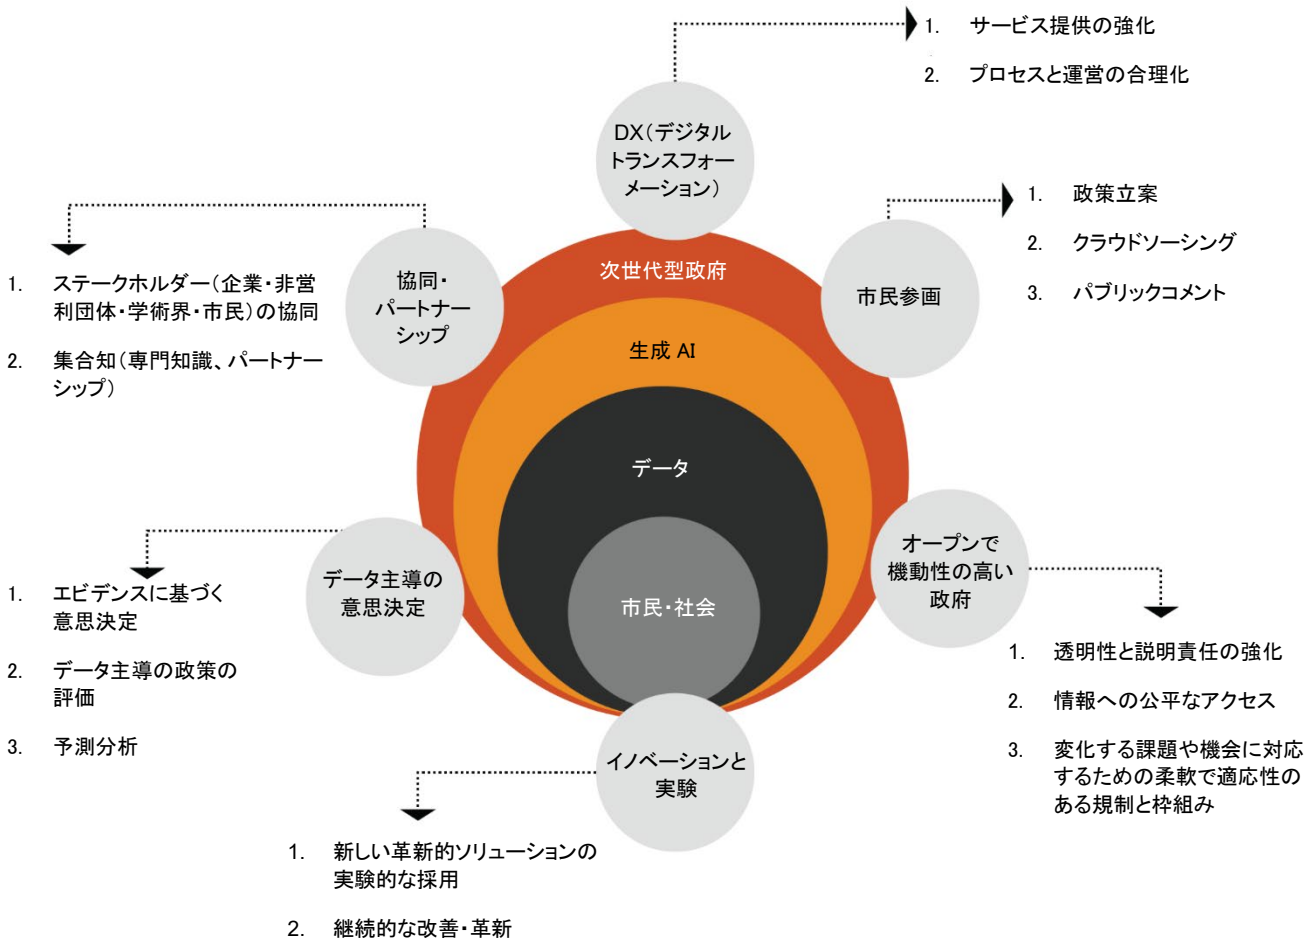 1. サービス提供の強化
2. プロセスと運営の合理化
DX(デジタル
トランスフォー
メーション)
1. 政策立案
2. クラウドソーシング
3. パブリックコメント
市民参画
協同・
パートナー
シップ
1. ステークホルダー(企業・非営
利団体・学術界・市民)の協同
2. 集合知(専門知識、パートナー
シップ)
次世代型政府
生成 AI
データ
市民・社会
オープンで
機動性の高い
政府
1. 透明性と説明責任の強化
2. 情報への公平なアクセス
3. 変化する課題や機会に対応
するための柔軟で適応性の
ある規制と枠組み
データ主導の
意思決定
1. エビデンスに基づく
意思決定
2. データ主導の政策の
評価
3. 予測分析
イノベーションと
実験
1. 新しい革新的ソリューションの
実験的な採用
2. 継続的な改善・革新